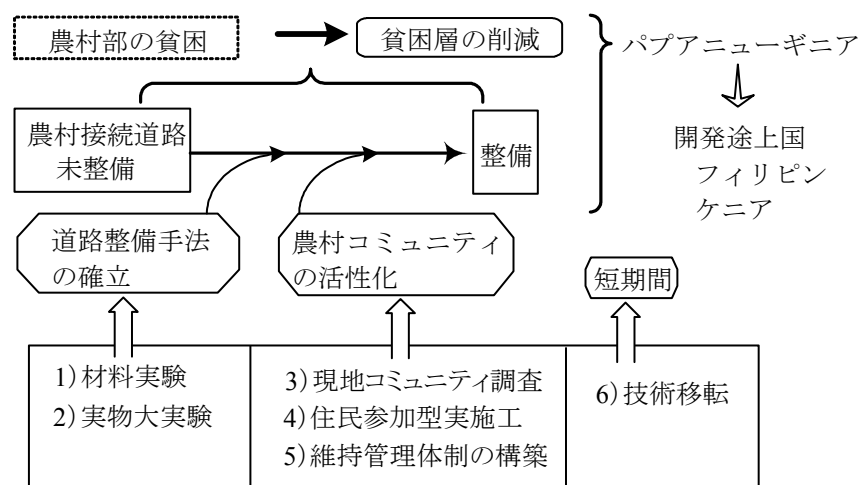 農村部の貧困
貧困層の削減
パプアニューギニア
農村接続道路
未整備
整備
開発途上国
フィリピン
ケニア
道路整備手法
の確立
農村コミュニティ
の活性化
短期間
1)材料実験
2)実物大実験
3)現地コミュニティ調査
4)住民参加型実施工
5)維持管理体制の構築
6)技術移転